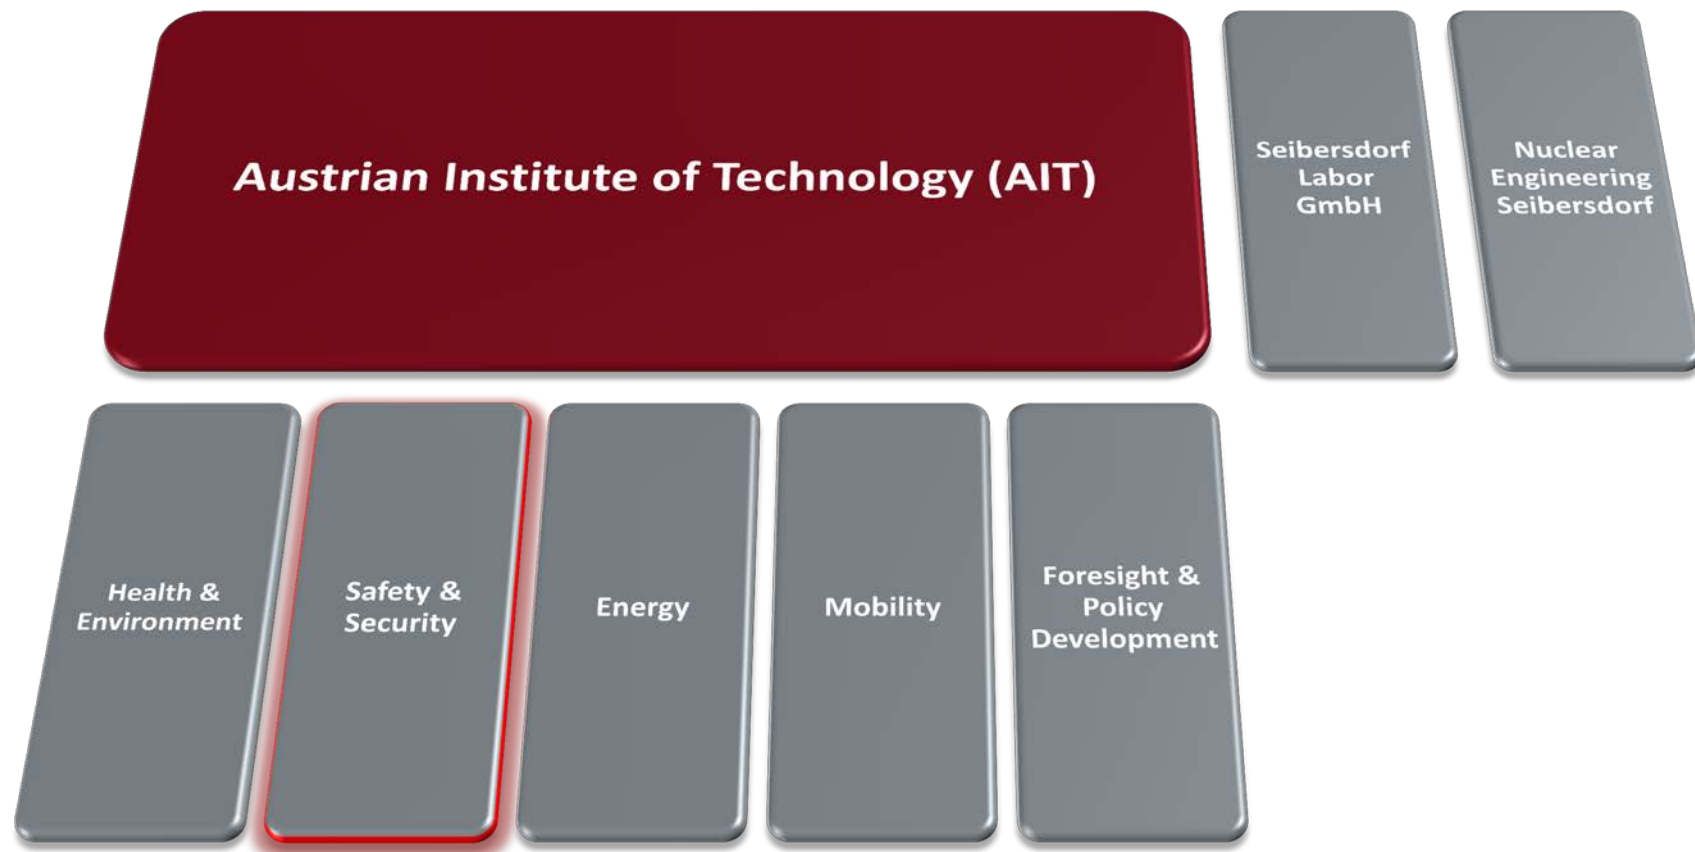 Austrian Institute of Technology (AIT)
Seibersdorf
Labor
GmbH
Nuclear
Engineering
Seibersdorf
Health &
Environment
Safety &
Security
Energy
Mobility
Foresight &
Policy
Development